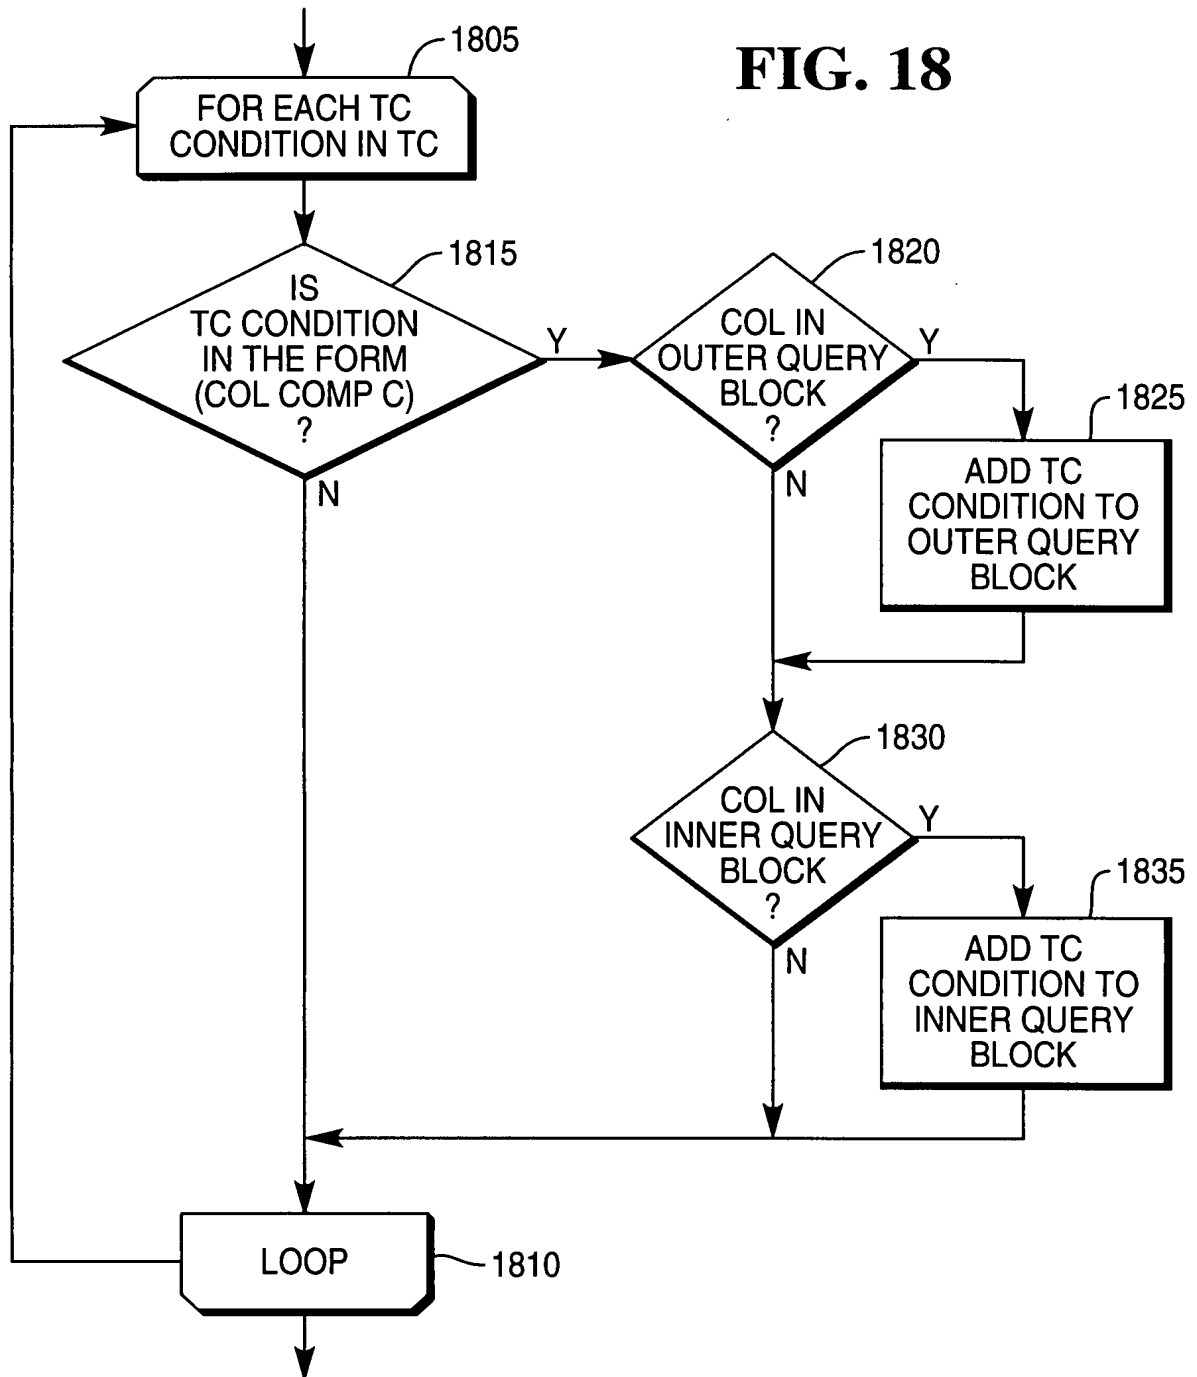 1805
FIG. 18
FOR EACH TC
CONDITION IN TC
1815
IS
TC CONDITION
IN THE FORM
(COL COMP C)
?
Y
N
1820
COL IN
OUTER QUERY
BLOCK
?
Y
N
1825
ADD TC
CONDITION TO
OUTER QUERY
BLOCK
1830
COL IN
INNER QUERY
BLOCK
?
Y
N
1835
ADD TC
CONDITION TO
INNER QUERY
BLOCK
LOOP
1810